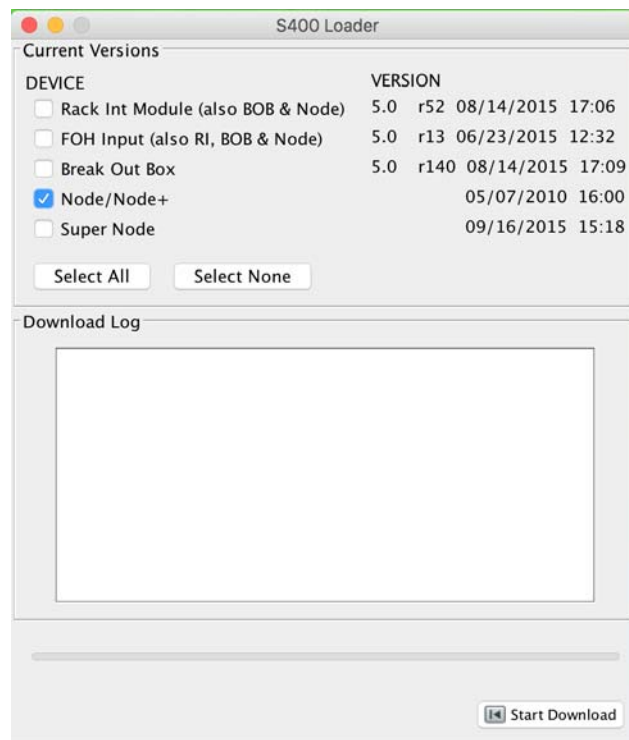 S400 Loader
Current Versions
DEVICE VERSION
Rack Int Module (also BOB & Node) 5.0 r52 08/14/2015 17:06
FOH Input (also RI, BOB & Node) 5.0 r13 06/23/2015 12:32
Break Out Box 5.0 r140 08/14/2015 17:09
Node/Node+ 05/07/2010 16:00
Super Node 09/16/2015 15:18
Select All Select None
Download Log
Start Download